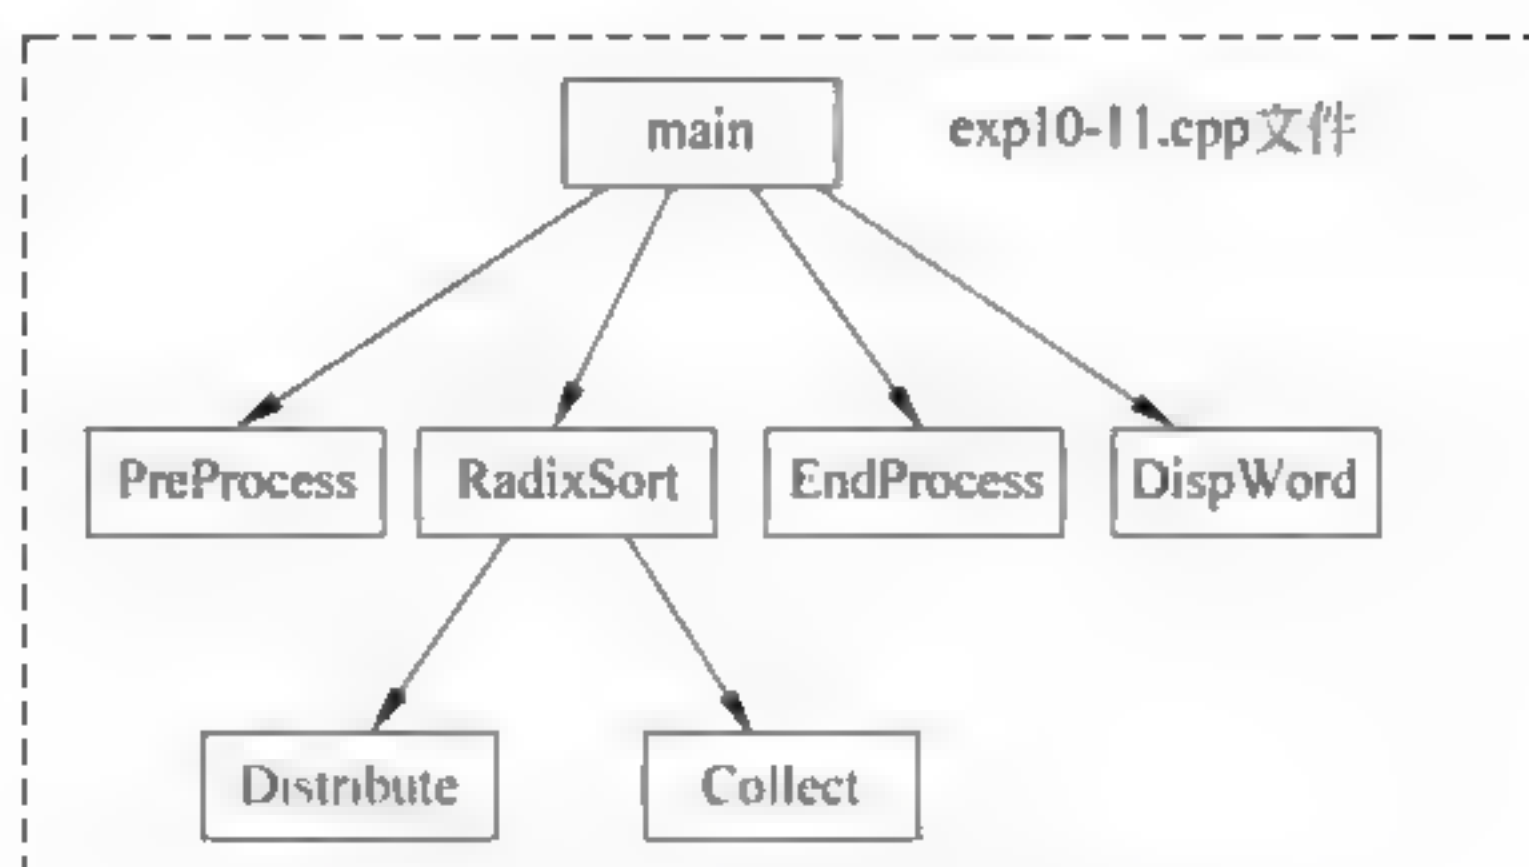 main
exp10-11.cpp文件
PreProcess
RadixSort
EndProcess
DispWord
Distribute
Collect